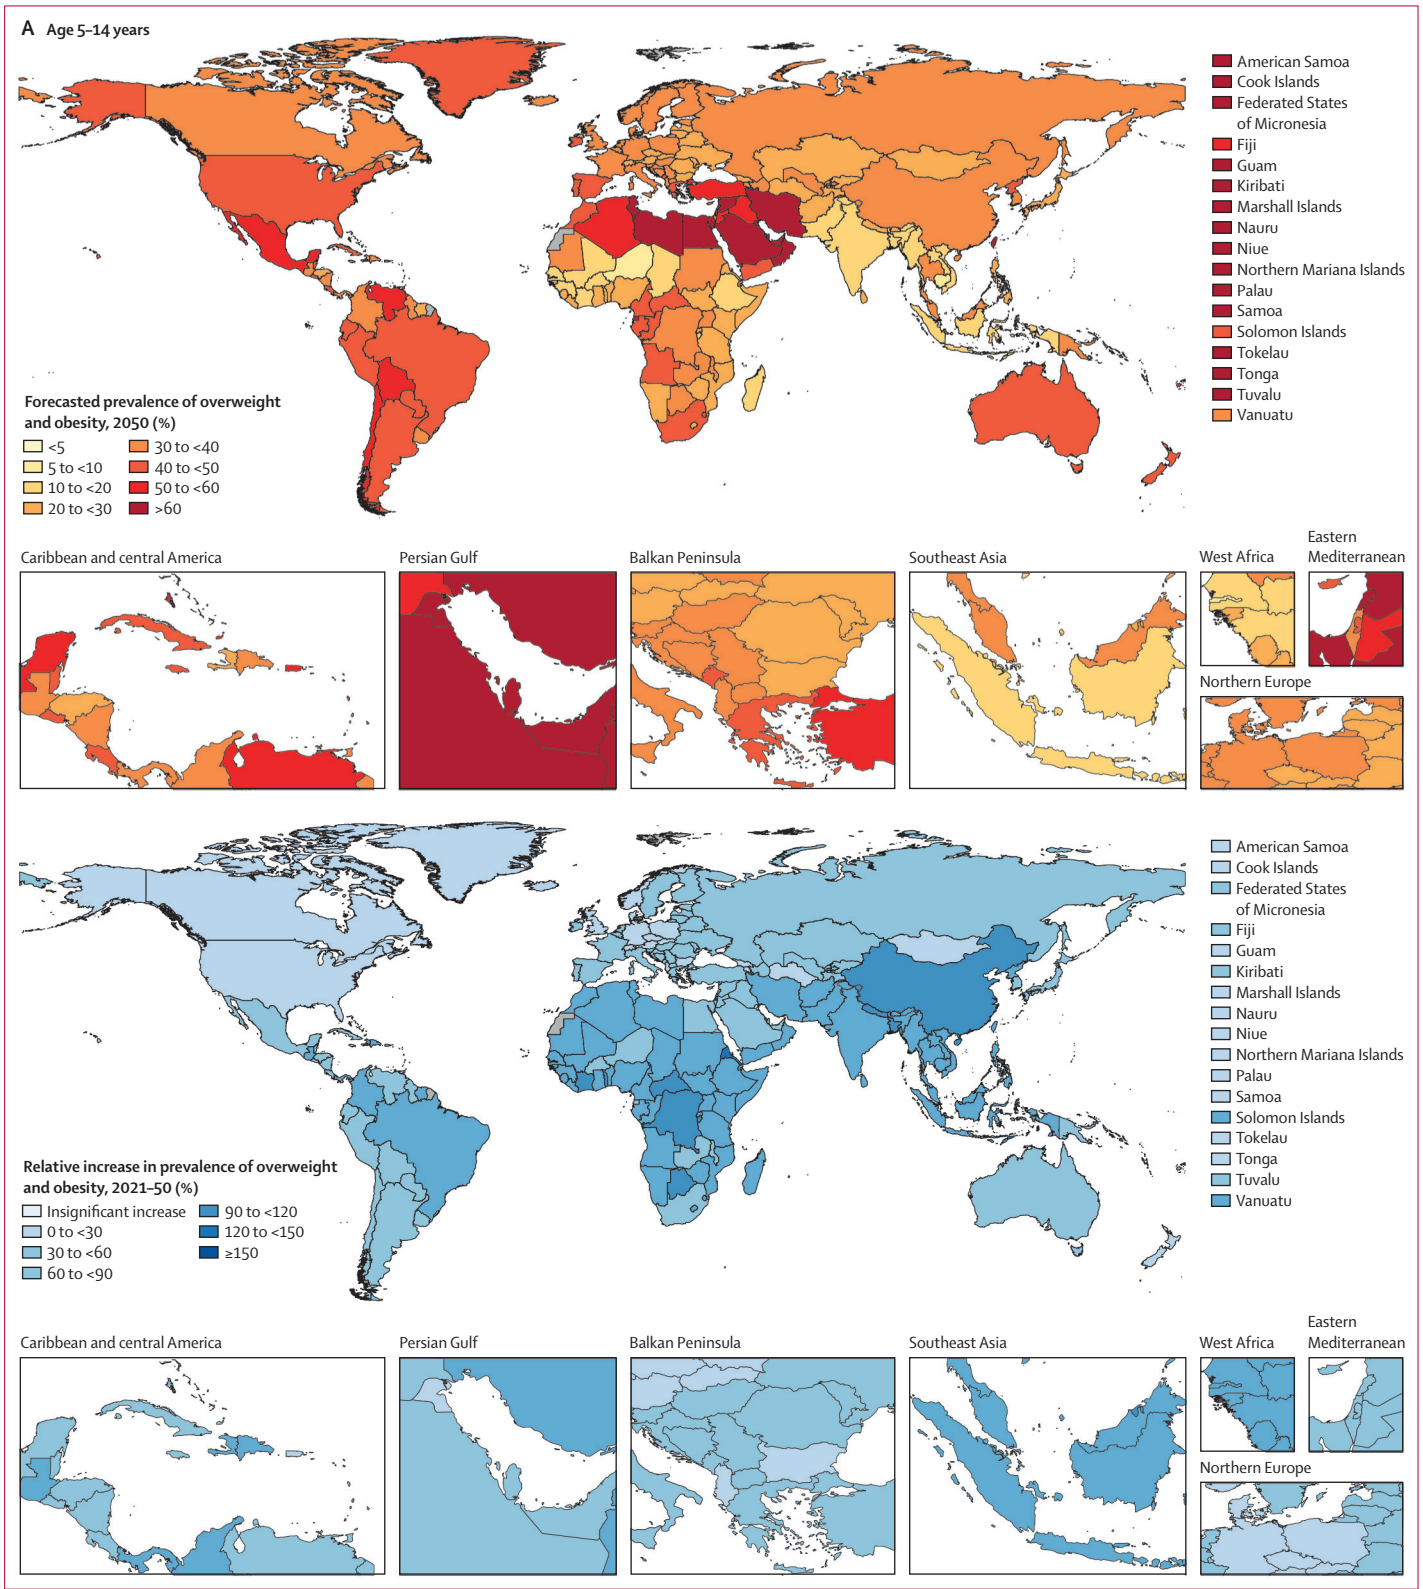 A Age 5–14 years
American Samoa
Cook Islands
Federated States
of Micronesia
Fiji
Guam
Kiribati
Marshall Islands
Nauru
Niue
Northern Mariana Islands
Palau
Samoa
Solomon Islands
Tokelau
Tonga
Tuvalu
Vanuatu
Forecasted prevalence of overweight
and obesity, 2050 (%)
<5
5 to <10
10 to <20
20 to <30
30 to <40
40 to <50
50 to <60
>60
Caribbean and central America
Persian Gulf
Balkan Peninsula
Southeast Asia
West Africa
Eastern
Mediterranean
Northern Europe
American Samoa
Cook Islands
Federated States
of Micronesia
Fiji
Guam
Kiribati
Marshall Islands
Nauru
Niue
Northern Mariana Islands
Palau
Samoa
Solomon Islands
Tokelau
Tonga
Tuvalu
Vanuatu
Relative increase in prevalence of overweight
and obesity, 2021–50 (%)
Insignificant increase
0 to <30
30 to <60
60 to <90
90 to <120
120 to <150
≥150
Caribbean and central America
Persian Gulf
Balkan Peninsula
Southeast Asia
West Africa
Eastern
Mediterranean
Northern Europe